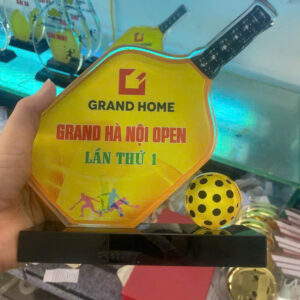 GRAND HOME
GRAND HÀ NỘI OPEN
LẦN THỨ 1